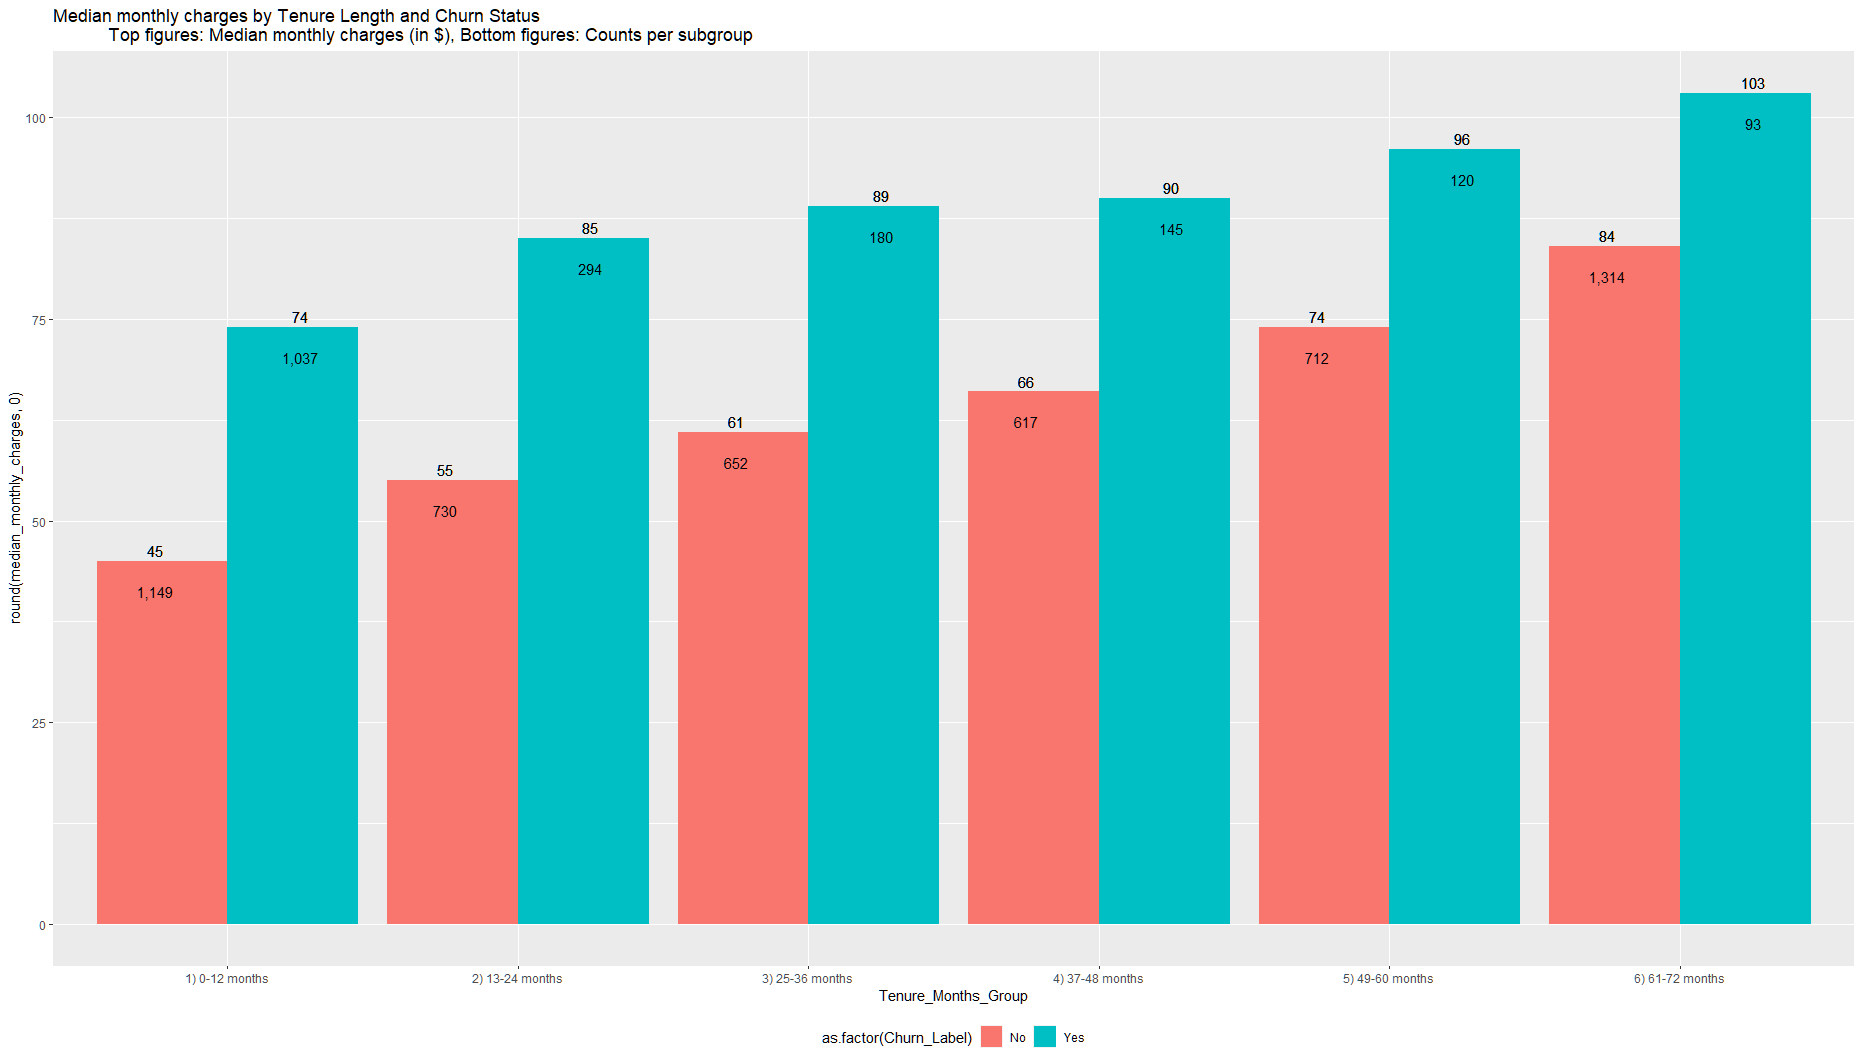 Median monthly charges by Tenure Length and Churn Status
Top figures: Median monthly charges (in $), Bottom figures: Counts per subgroup
round(median_monthly_charges, 0)
100
75
50
25
0
45
1,149
74
1,037
55
730
85
294
61
652
89
180
66
617
90
145
74
712
96
120
84
1,314
103
93
1) 0-12 months
2) 13-24 months
3) 25-36 months
4) 37-48 months
5) 49-60 months
6) 61-72 months
Tenure_Months_Group
as.factor(Churn_Label) No Yes